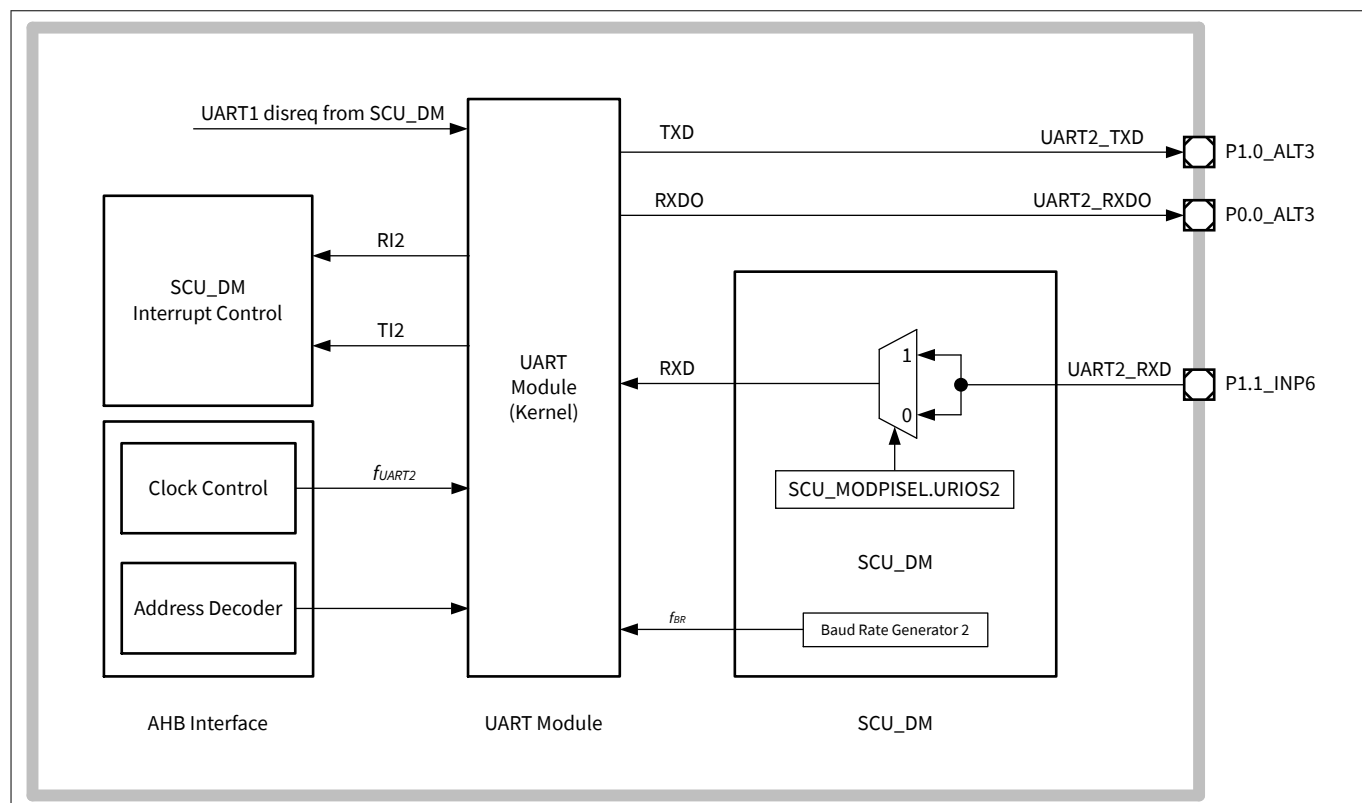 UART1 disreq from SCU_DM
TXD
UART2_TXD
P1.0_ALT3
RXDO
UART2_RXDO
P0.0_ALT3
RI2
SCU_DM
Interrupt Control
TI2
UART
Module
(Kernel)
RXD
1
0
UART2_RXD
P1.1_INP6
SCU_MODPISEL.URIOS2
Clock Control
fUART2
SCU_DM
Address Decoder
fBR
Baud Rate Generator 2
AHB Interface
UART Module
SCU_DM